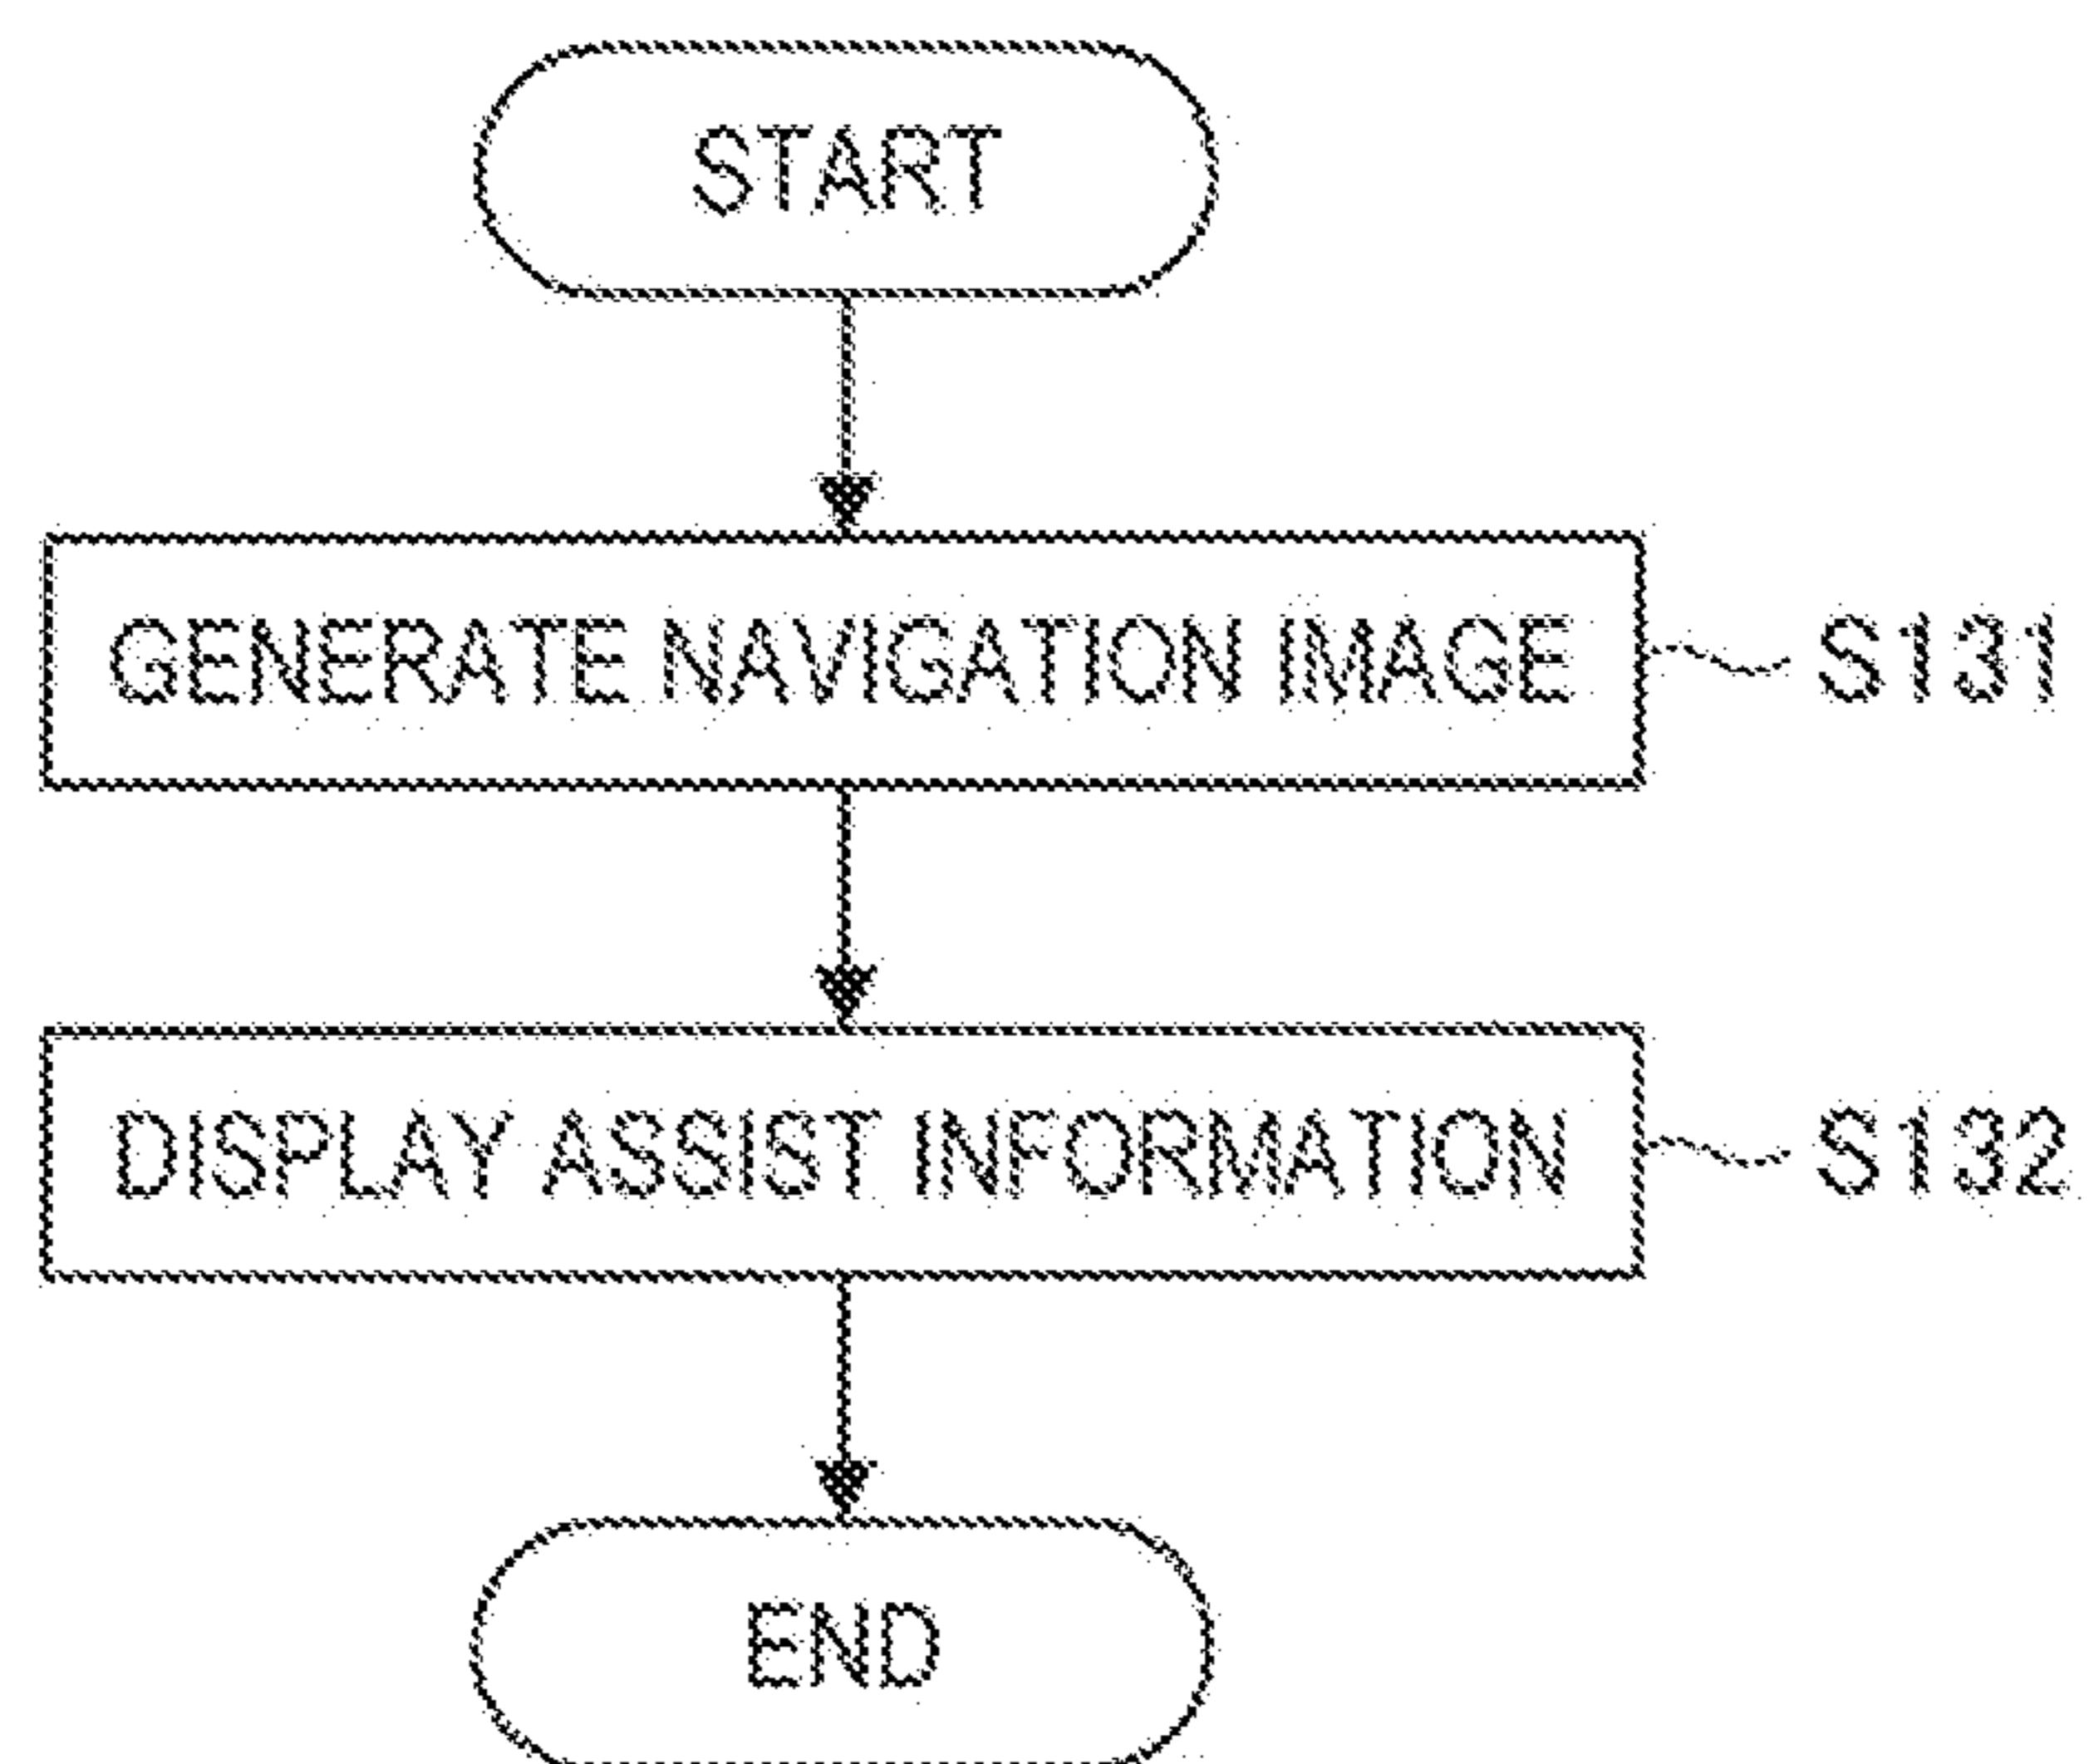 START
GENERATE NAVIGATION IMAGE
S131
DISPLAY ASSIST INFORMATION
S132
END